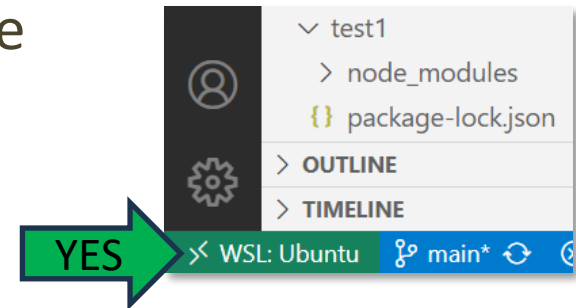 e
test1
node_modules
{} package-lock.json
OUTLINE
TIMELINE
YES
WSL: Ubuntu main*